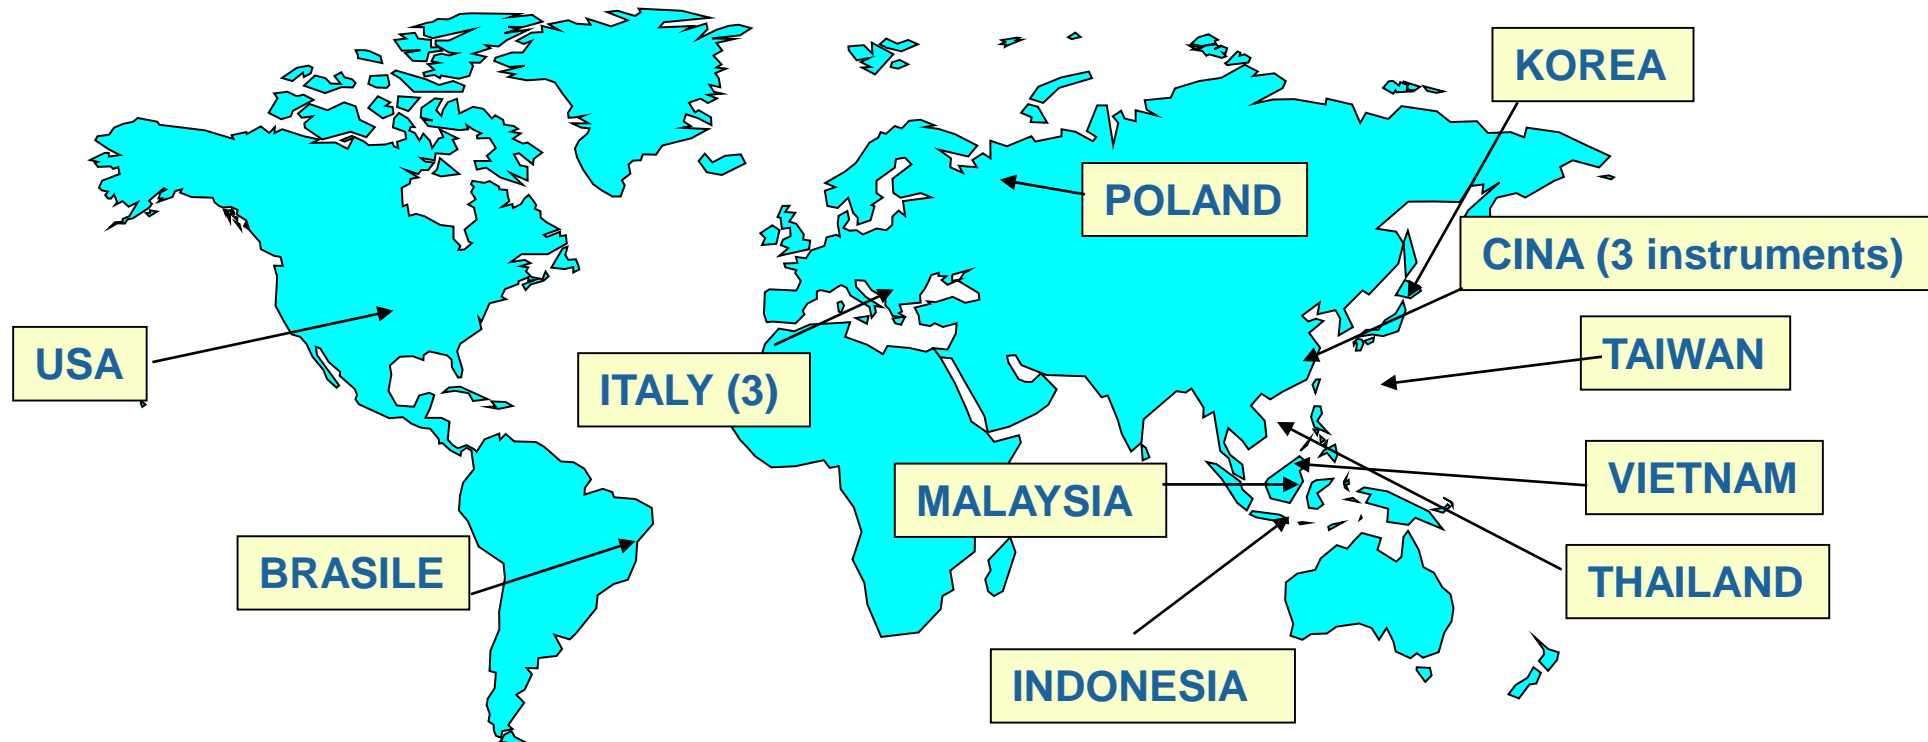 KOREA
POLAND
CINA (3 instruments)
USA
ITALY (3)
TAIWAN
MALAYSIA
VIETNAM
BRASILE
THAILAND
INDONESIA